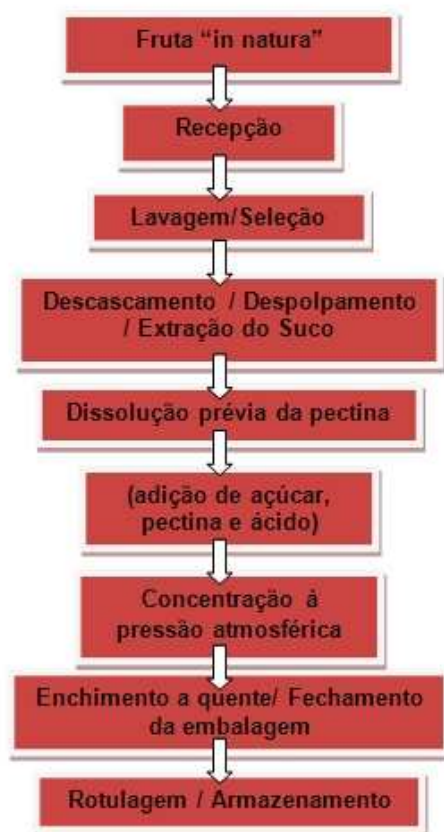 Fruta “in natura”
Recepção
Lavagem/Seleção
Descascamento / Despolpamento
/ Extração do Suco
Dissolução prévia da pectina
(adição de açúcar,
pectina e ácido)
Concentração à
pressão atmosférica
Enchimento a quente/ Fechamento
da embalagem
Rotulagem / Armazenamento